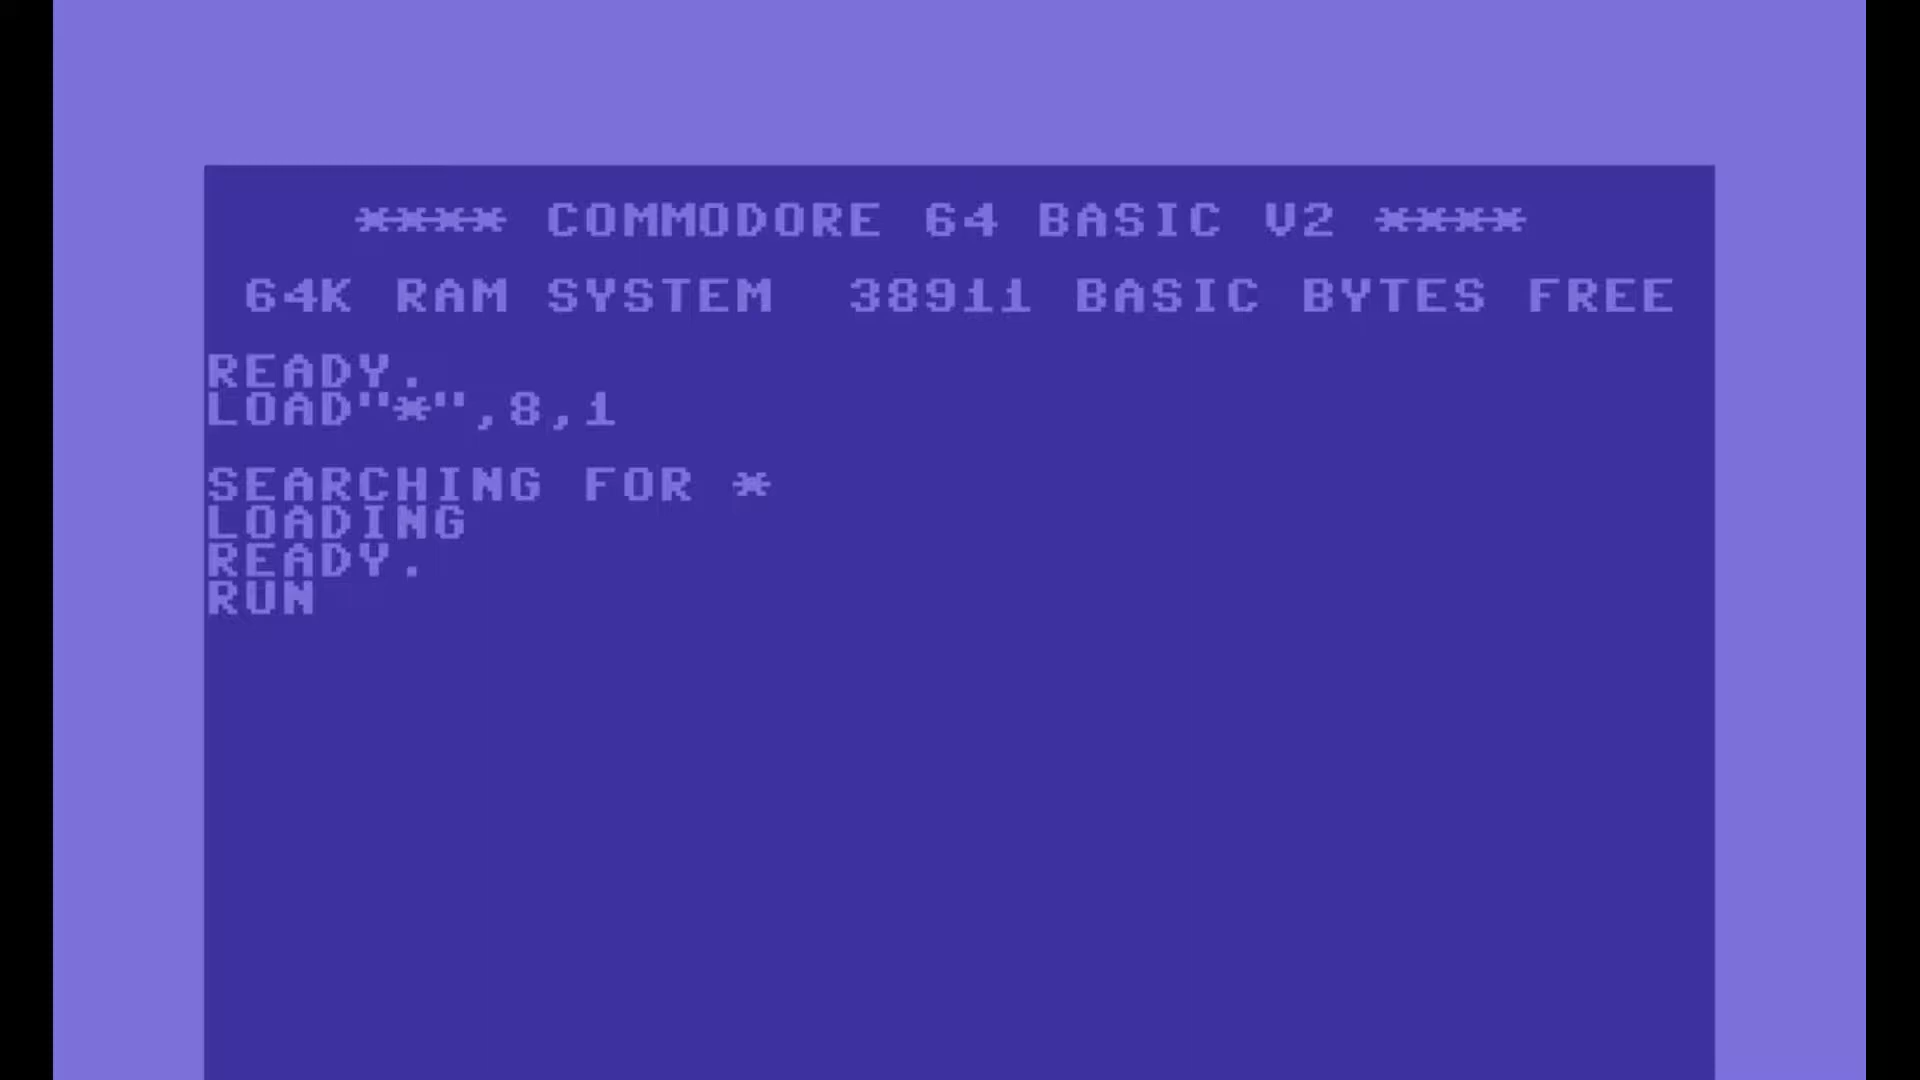 **** COMMODORE 64 BASIC V2 ****
64K RAM SYSTEM  38911 BASIC BYTES FREE
READY.
LOAD"*",8,1
SEARCHING FOR *
LOADING
READY.
RUN